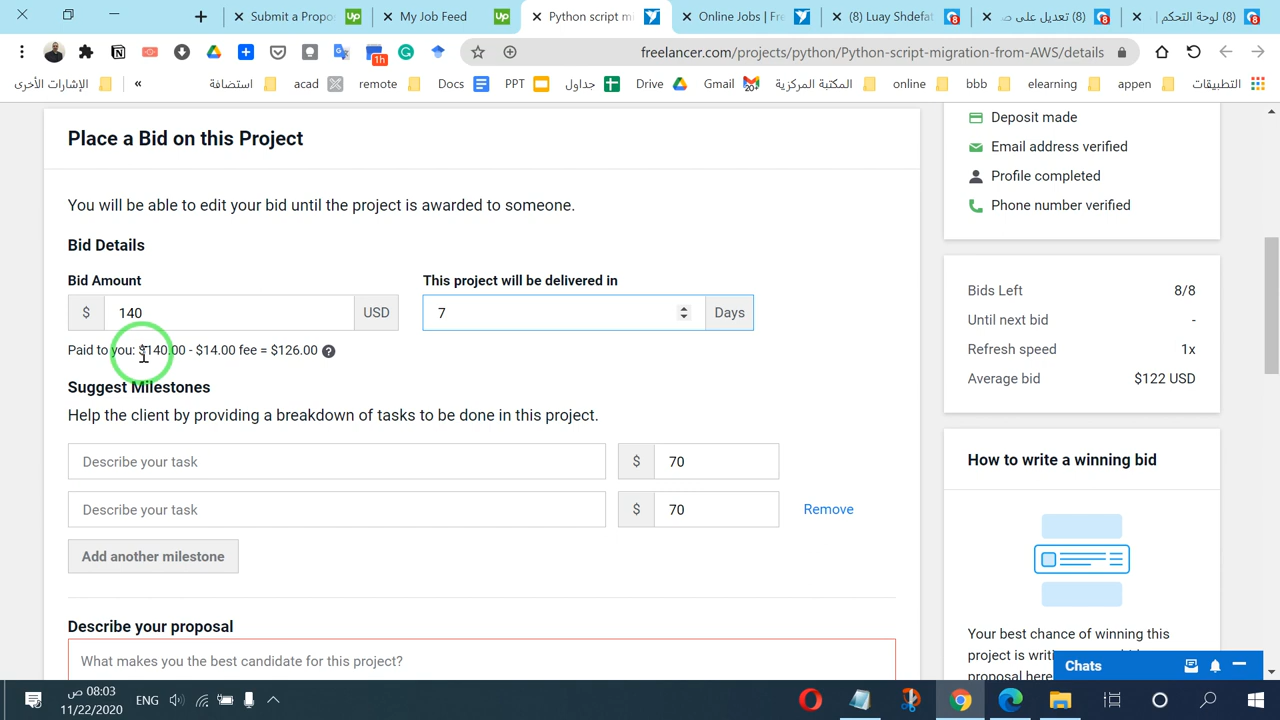 Submit a Propo
My Job Feed
Python script mi
Online Jobs | Fre
(8) Luay Shdefat
(8) تعديل على ص
(8) لوحة التحكم |
freelancer.com/projects/python/Python-script-migration-from-AWS/details
1h
الإشارات الأخرى
»
استضافة
acad
remote
Docs
PPT
جداول
Drive
Gmail
20+
المكتبة المركزية
online
bbb
elearning
appen
التطبيقات
Place a Bid on this Project
You will be able to edit your bid until the project is awarded to someone.
Bid Details
Bid Amount
This project will be delivered in
$ 140 USD
7 Days
Paid to you: $140.00 - $14.00 fee = $126.00
Suggest Milestones
Help the client by providing a breakdown of tasks to be done in this project.
Describe your task $ 70
Describe your task $ 70 Remove
Add another milestone
Describe your proposal
What makes you the best candidate for this project?
Deposit made
Email address verified
Profile completed
Phone number verified
Bids Left 8/8
Until next bid -
Refresh speed 1x
Average bid $122 USD
How to write a winning bid
Your best chance of winning this
Chats
08:03 ص
11/22/2020
ENG